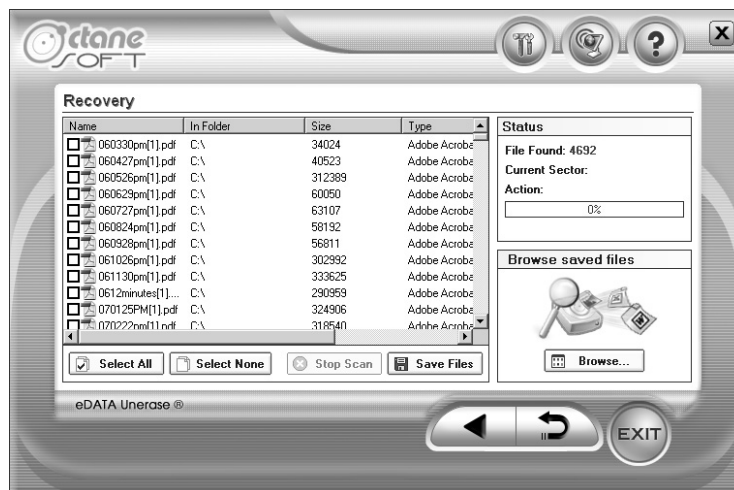 Octane
SOFT
X
?
Recovery
Name In Folder Size Type
060330pm[1].pdf C:\ 34024 Adobe Acroba
060427pm[1].pdf C:\ 40523 Adobe Acroba
060526pm[1].pdf C:\ 312389 Adobe Acroba
060629pm[1].pdf C:\ 60050 Adobe Acroba
060727pm[1].pdf C:\ 63107 Adobe Acroba
060824pm[1].pdf C:\ 58192 Adobe Acroba
060928pm[1].pdf C:\ 56811 Adobe Acroba
061026pm[1].pdf C:\ 302992 Adobe Acroba
061130pm[1].pdf C:\ 333625 Adobe Acroba
0612minutes[1].... C:\ 290959 Adobe Acroba
070125PM[1].pdf C:\ 324906 Adobe Acroba
070222pm[1].pdf C:\ 318540 Adobe Acroba
Select All Select None Stop Scan Save Files
Status
File Found: 4692
Current Sector:
Action:
0%
Browse saved files
Browse...
eDATA Unerase ®
EXIT